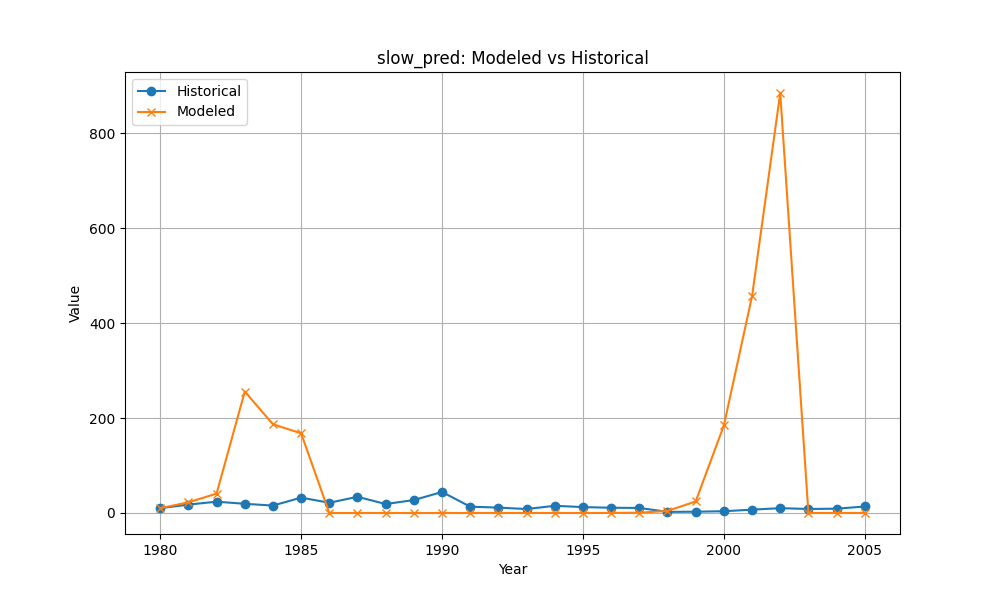 slow_pred: Modeled vs Historical
Historical
Modeled
Value
800
600
400
200
0
1980
1985
1990
1995
2000
2005
Year